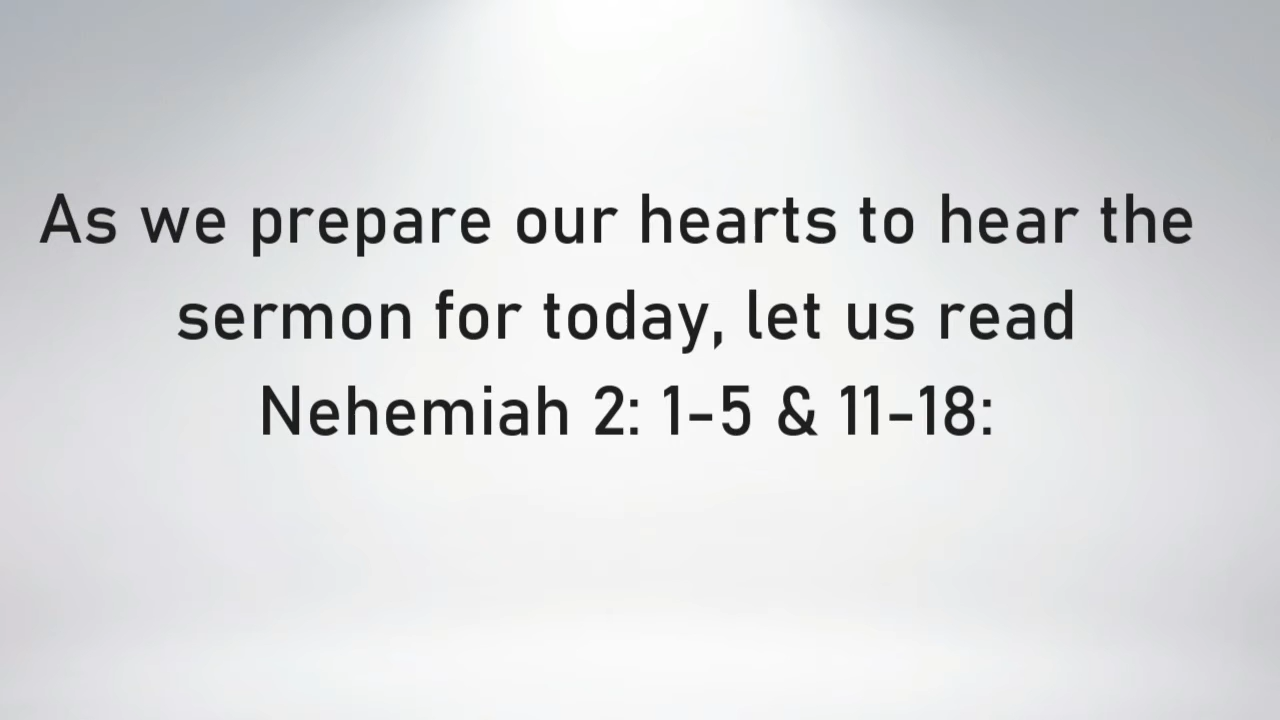 As we prepare our hearts to hear the
sermon for today, let us read
Nehemiah 2: 1-5 & 11-18: